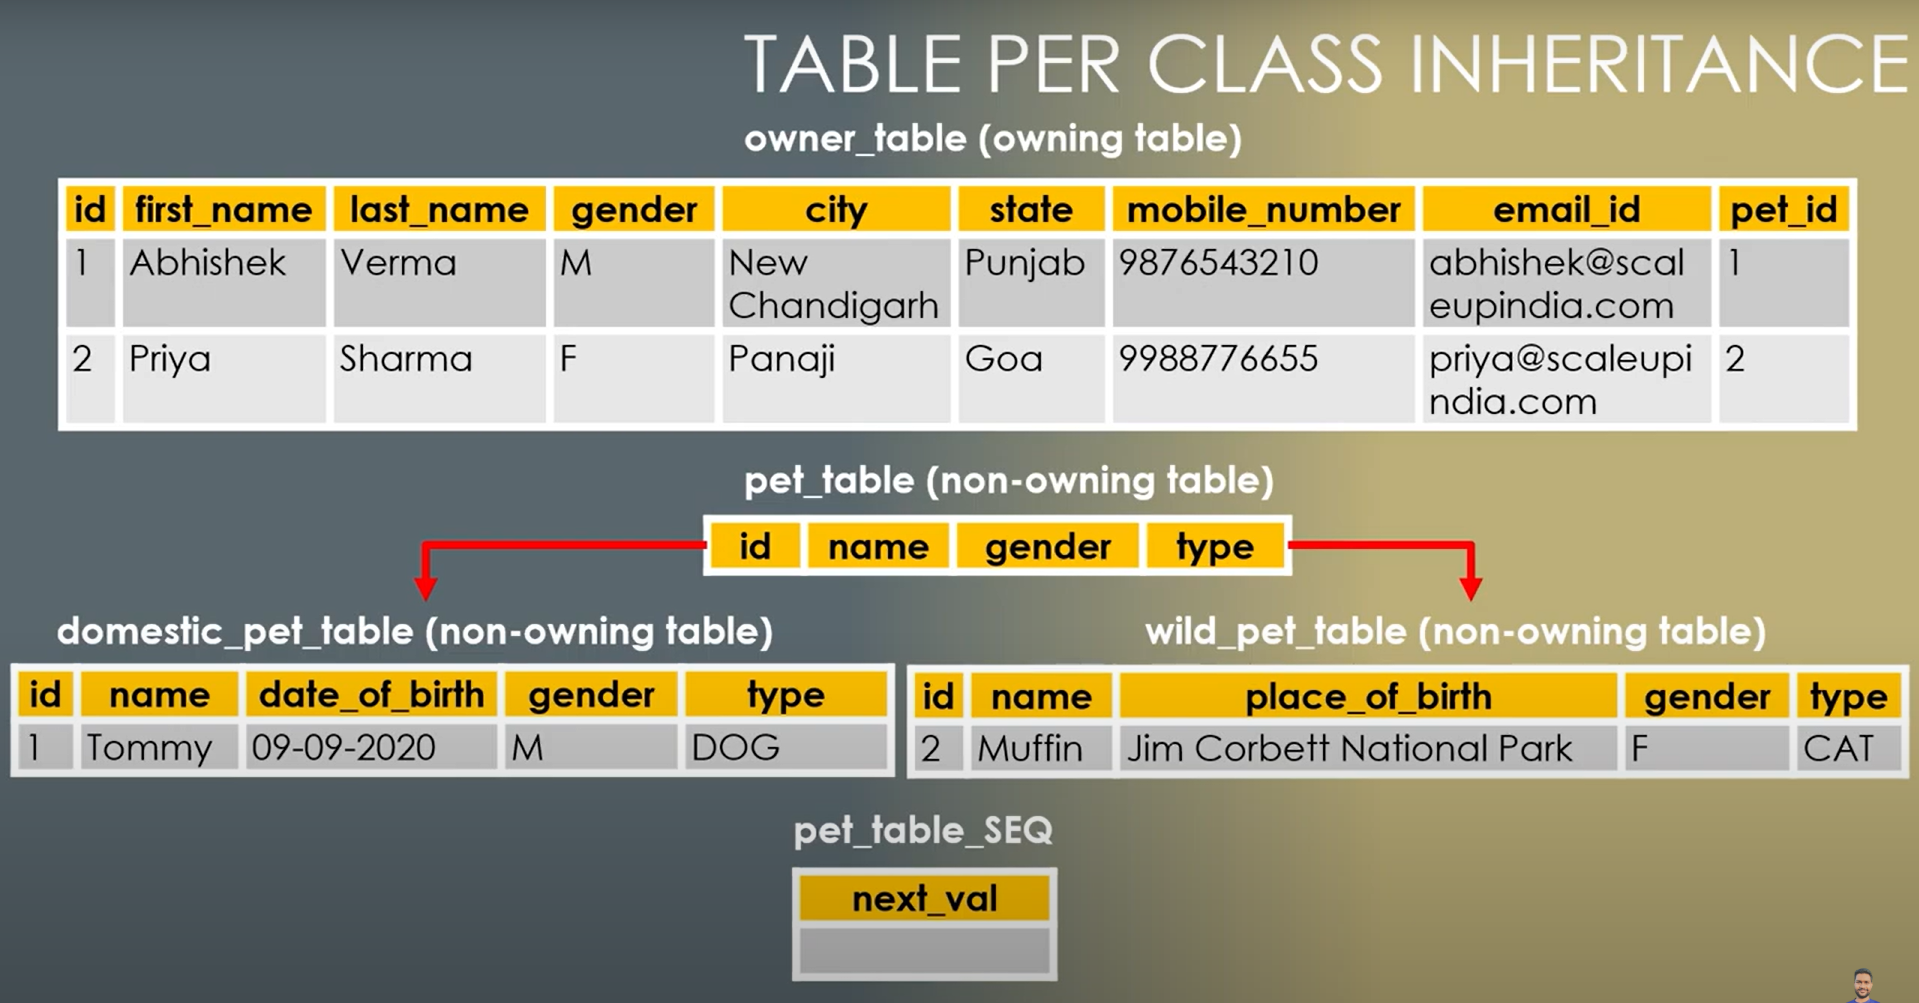 TABLE PER CLASS INHERITANCE
owner_table (owning table)
id first_name last_name gender city state mobile_number email_id pet_id
1 Abhishek Verma M New Punjab 9876543210 abhishek@scal 1
Chandigarh eupindia.com
2 Priya Sharma F Panaji Goa 9988776655 priya@scaleupi 2
ndia.com
pet_table (non-owning table)
id name gender type
domestic_pet_table (non-owning table)
id name date_of_birth gender type
1 Tommy 09-09-2020 M DOG
wild_pet_table (non-owning table)
id name place_of_birth gender type
2 Muffin Jim Corbett National Park F CAT
pet_table_SEQ
next_val